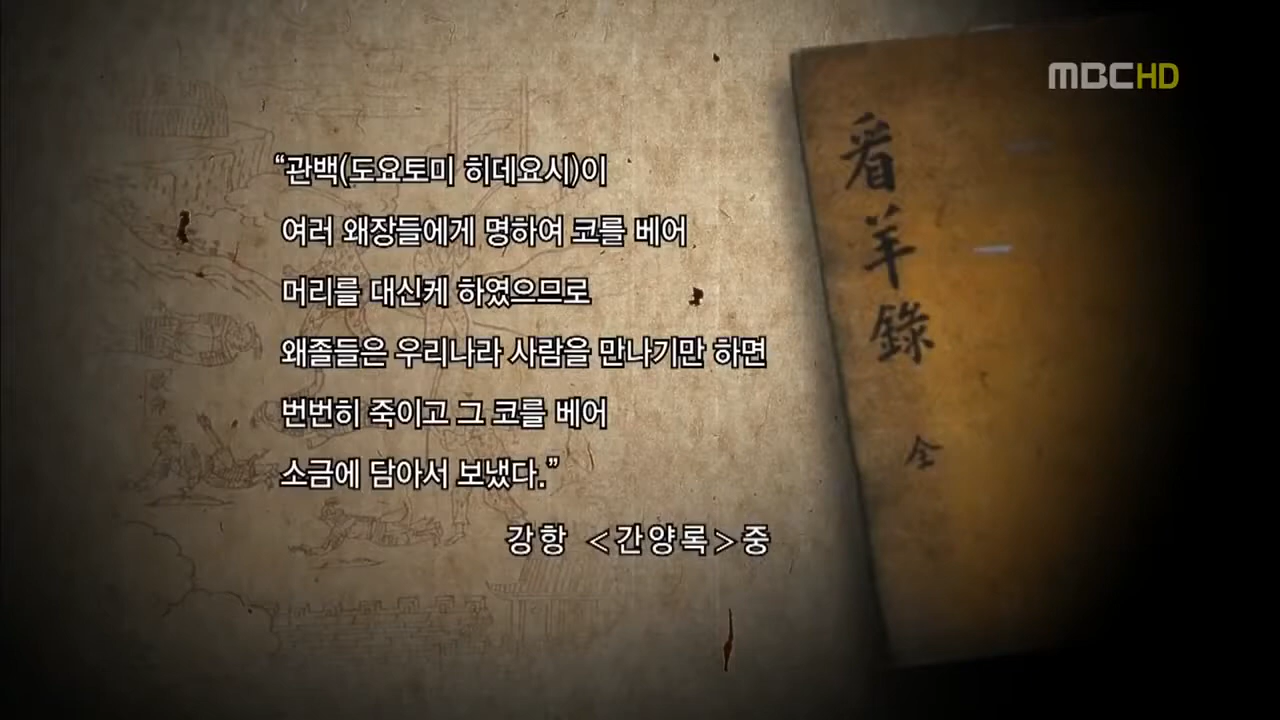 MBCHD
“관백(도요토미 히데요시)이
여러 왜장들에게 명하여 코를 베어
머리를 대신케 하였으므로
왜졸들은 우리나라 사람을 만나기만 하면
번번히 죽이고 그 코를 베어
소금에 담아서 보냈다.”
강항 <간양록>중
看羊錄
全